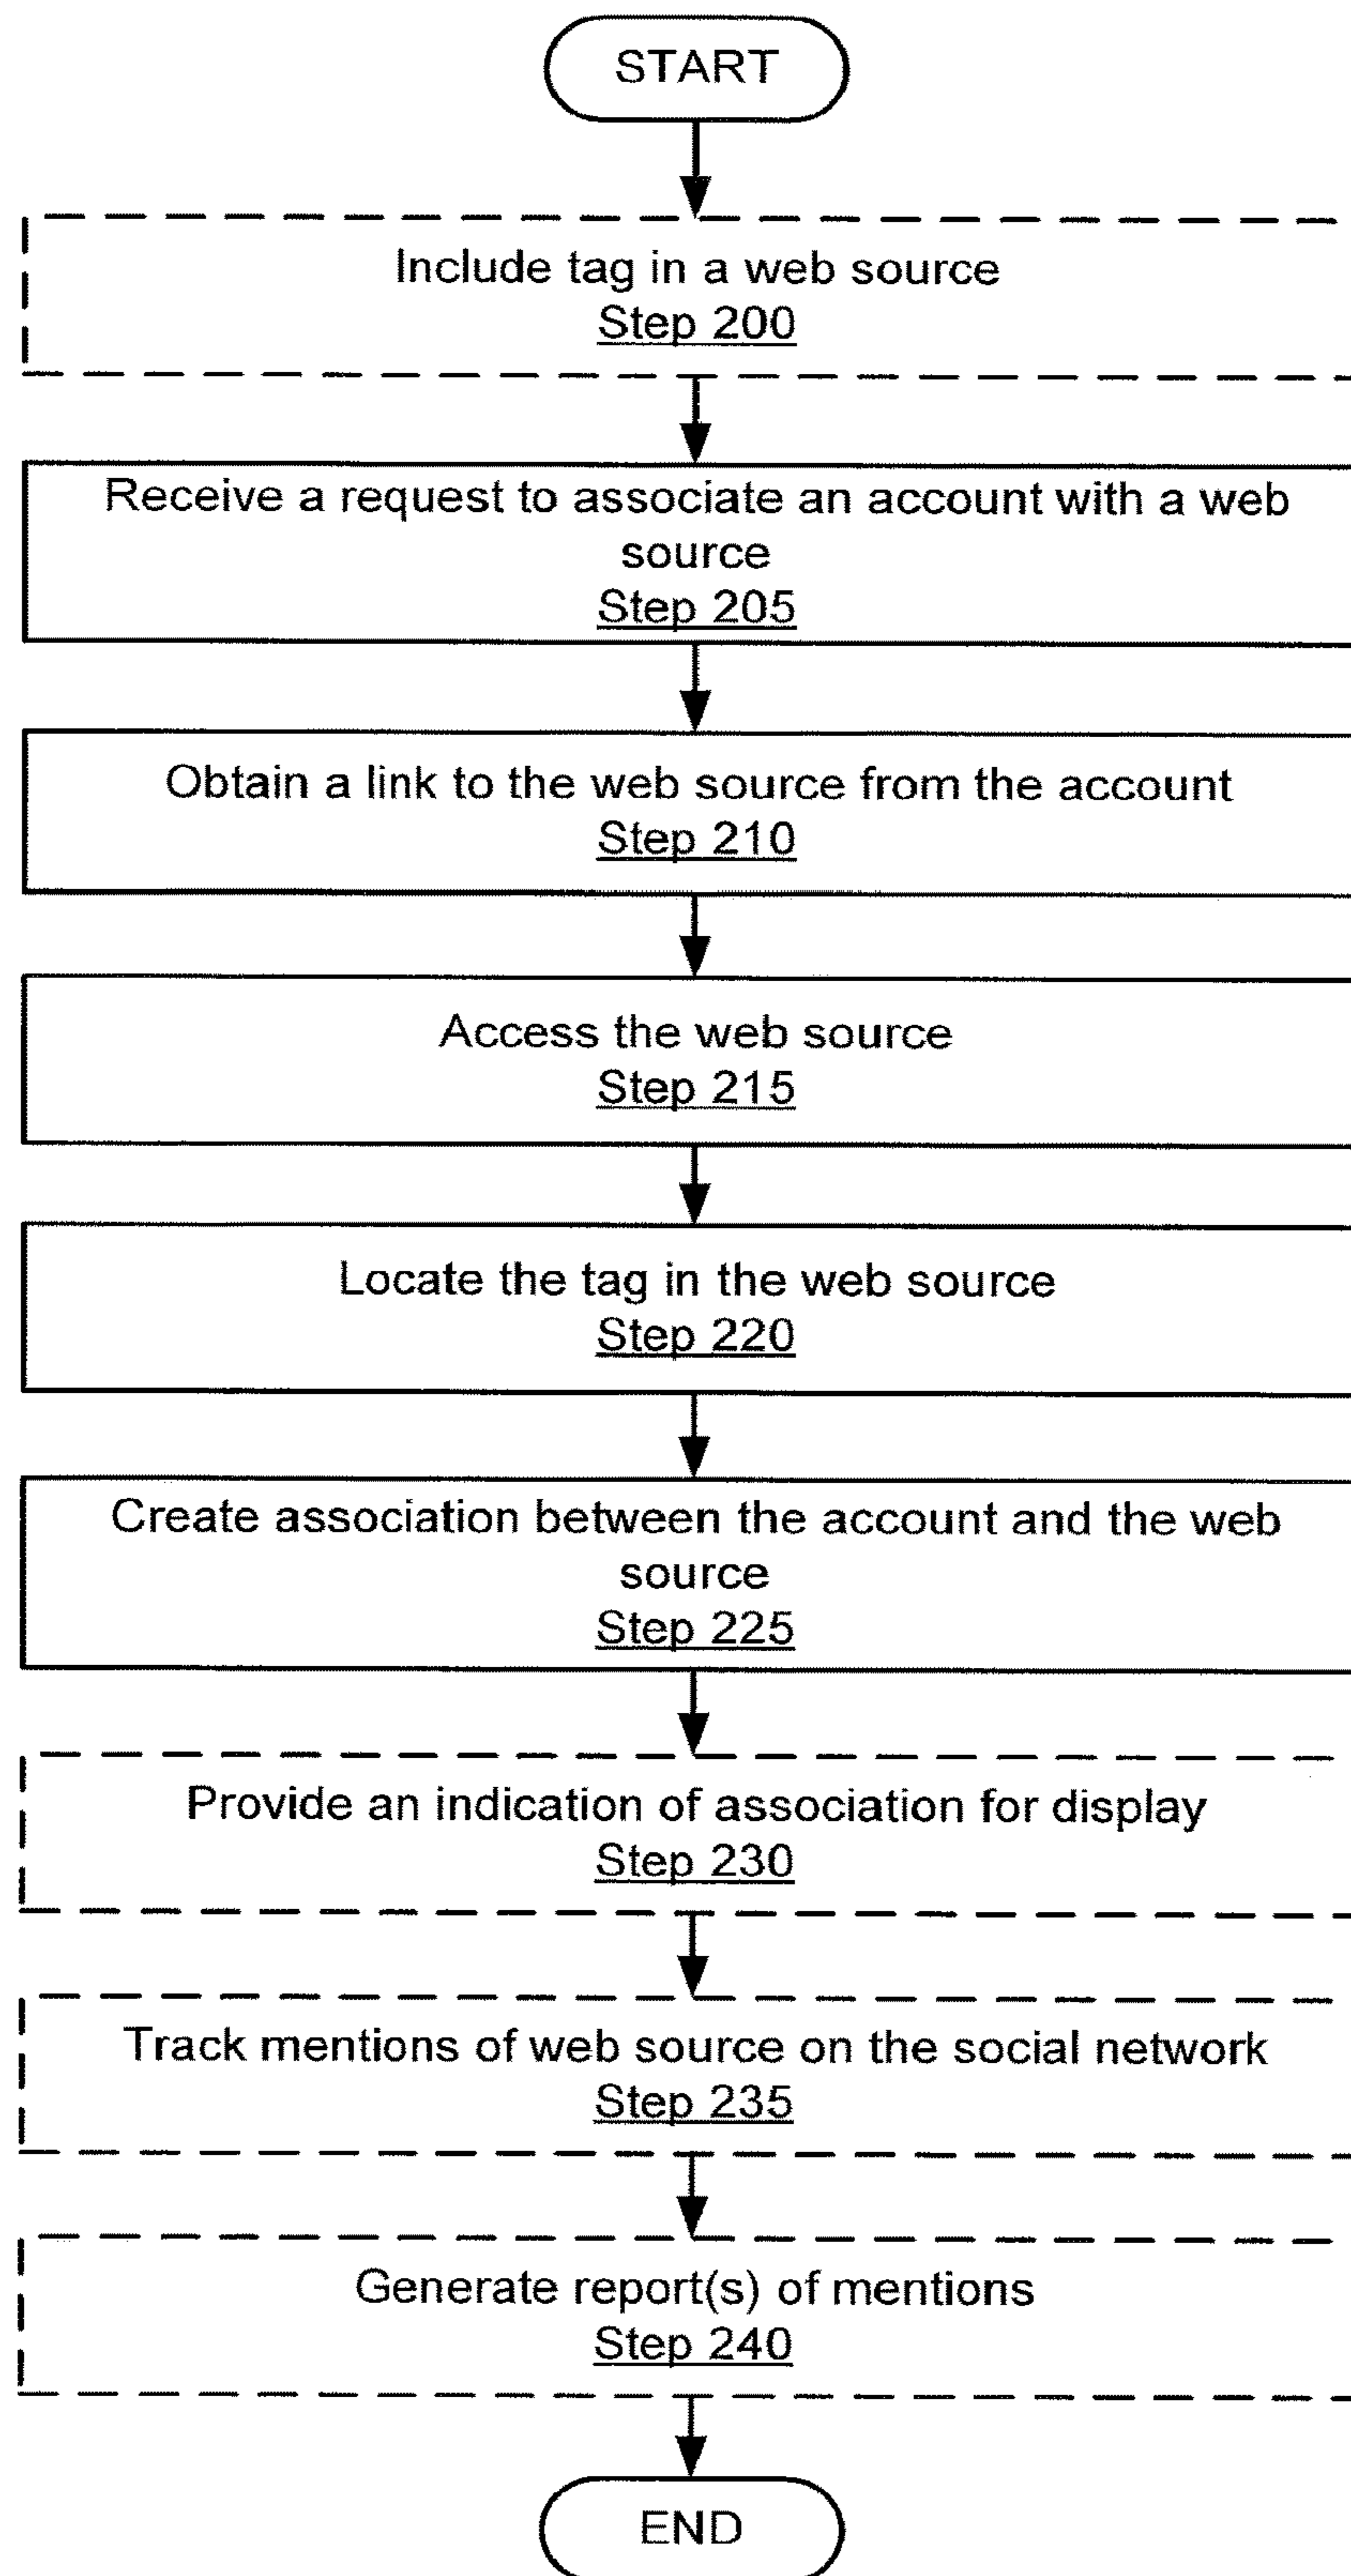 START
Include tag in a web source
Step 200
Receive a request to associate an account with a web
source
Step 205
Obtain a link to the web source from the account
Step 210
Access the web source
Step 215
Locate the tag in the web source
Step 220
Create association between the account and the web
source
Step 225
Provide an indication of association for display
Step 230
Track mentions of web source on the social network
Step 235
Generate report(s) of mentions
Step 240
END